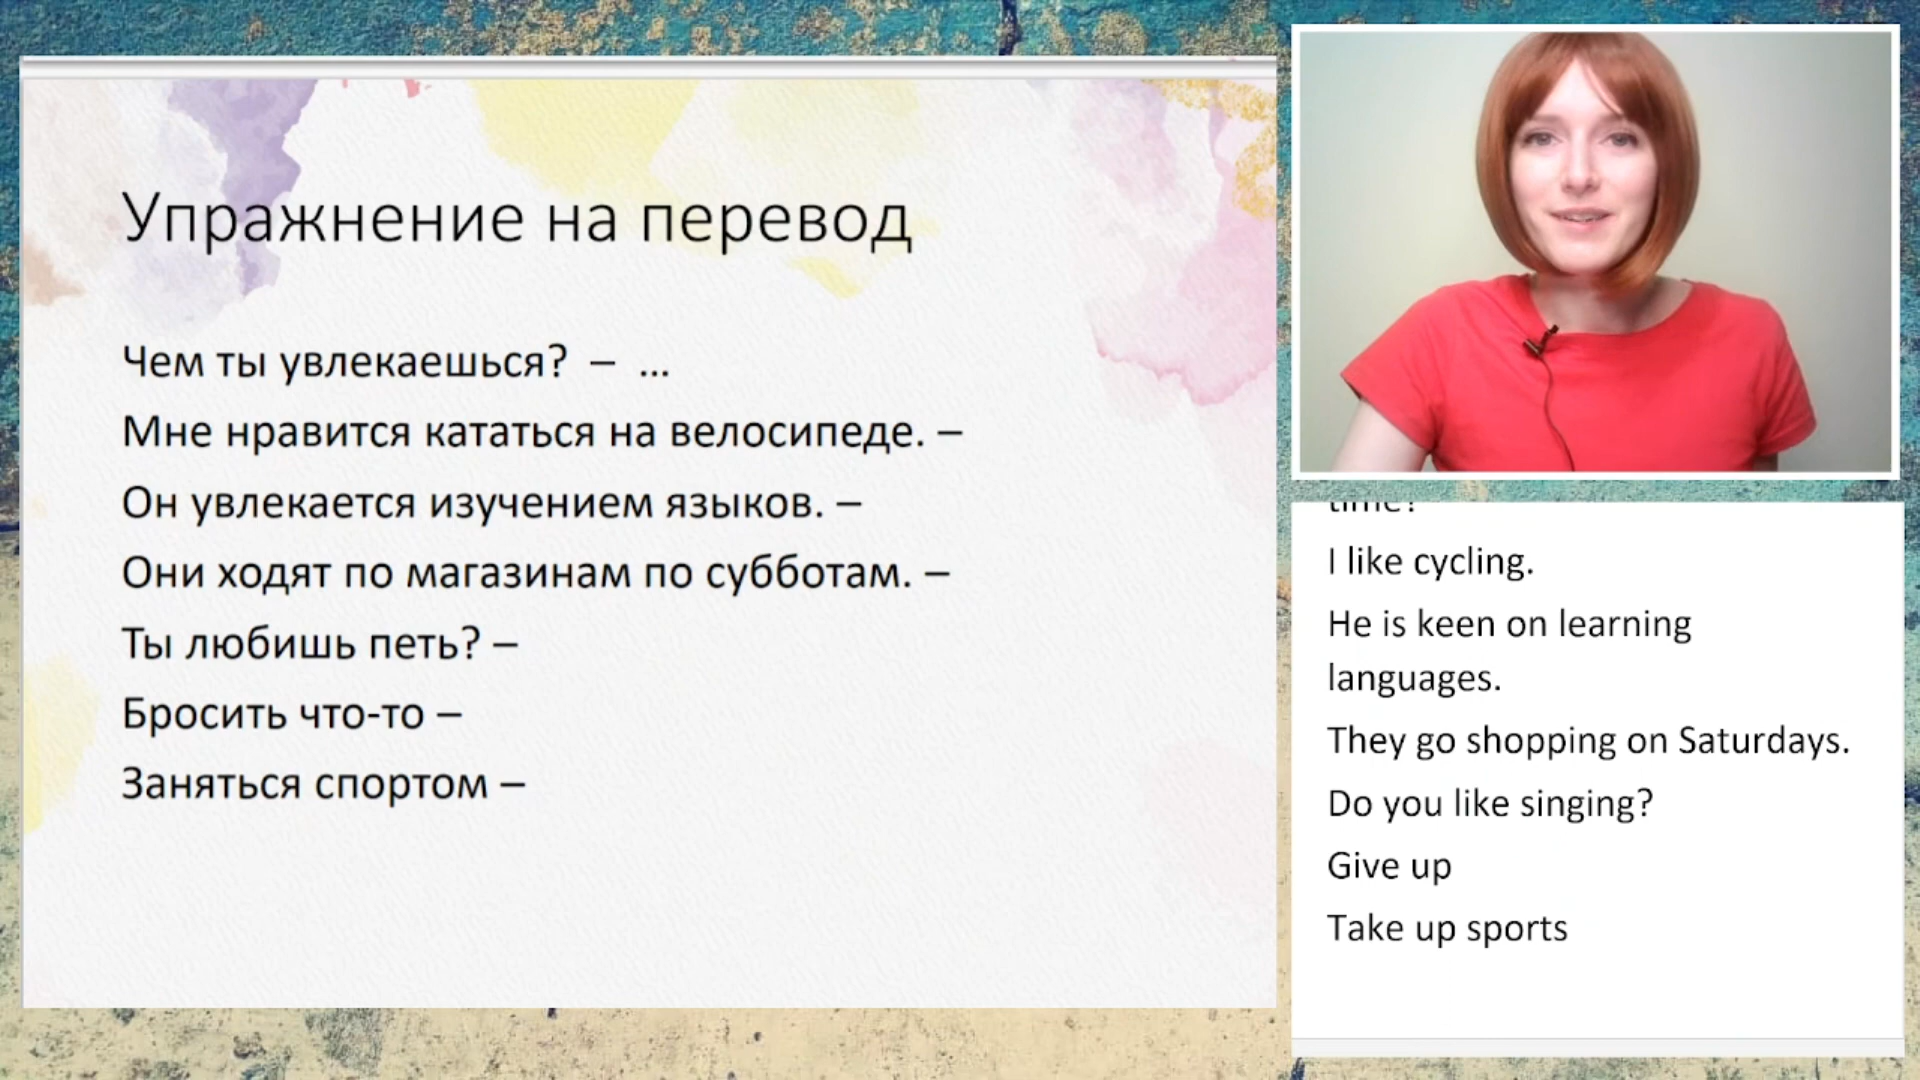 Упражнение на перевод
Чем ты увлекаешься? – ...
Мне нравится кататься на велосипеде. –
Он увлекается изучением языков. –
Они ходят по магазинам по субботам. –
Ты любишь петь? –
Бросить что-то –
Заняться спортом –
time?
I like cycling.
He is keen on learning
languages.
They go shopping on Saturdays.
Do you like singing?
Give up
Take up sports